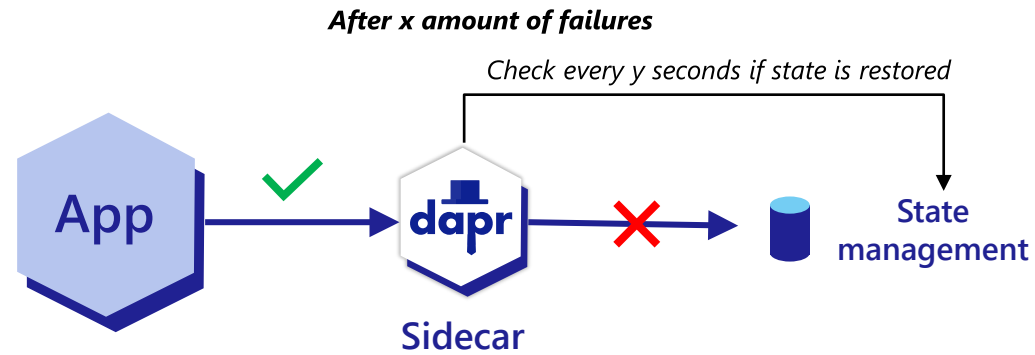 After x amount of failures
Check every y seconds if state is restored
App
dapr
State
management
Sidecar